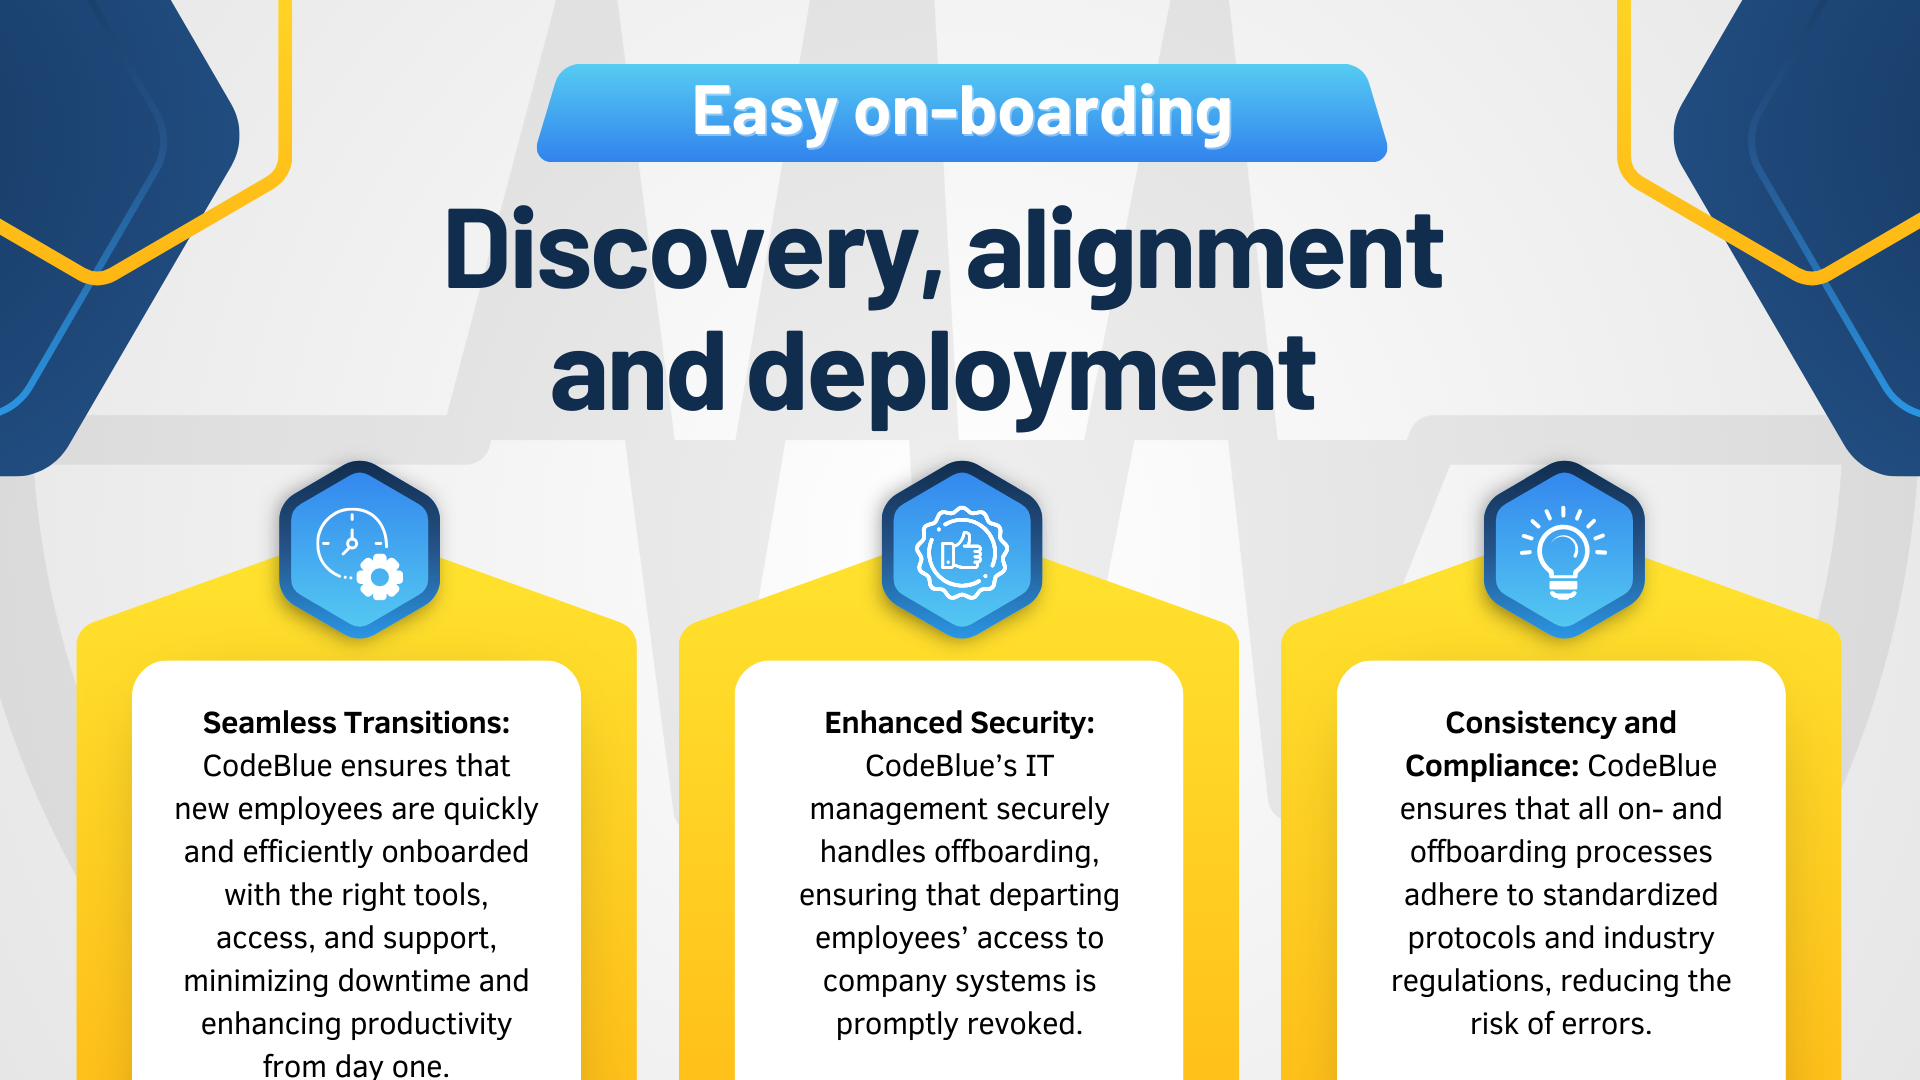 Easy on-boarding
Discovery, alignment
and deployment
Seamless Transitions:
CodeBlue ensures that
new employees are quickly
and efficiently onboarded
with the right tools,
access, and support,
minimizing downtime and
enhancing productivity
from day one.
Enhanced Security:
CodeBlue’s IT
management securely
handles offboarding,
ensuring that departing
employees’ access to
company systems is
promptly revoked.
Consistency and
Compliance: CodeBlue
ensures that all on- and
offboarding processes
adhere to standardized
protocols and industry
regulations, reducing the
risk of errors.